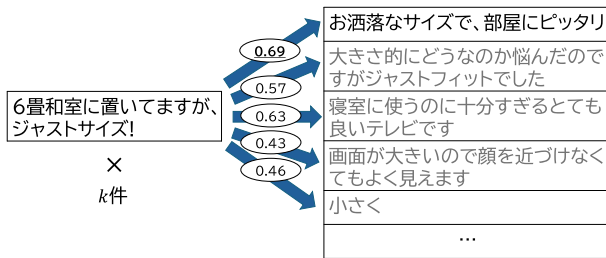 6畳和室に置いてますが、
ジャストサイズ!
×
k件
0.69
0.57
0.63
0.43
0.46
お洒落なサイズで、部屋にピッタリ
大きさ的にどうなのか悩んだので
すがジャストフィットでした
寝室に使うのに十分すぎるとても
良いテレビです
画面が大きいので顔を近づけなく
てもよく見えます
小さく
…